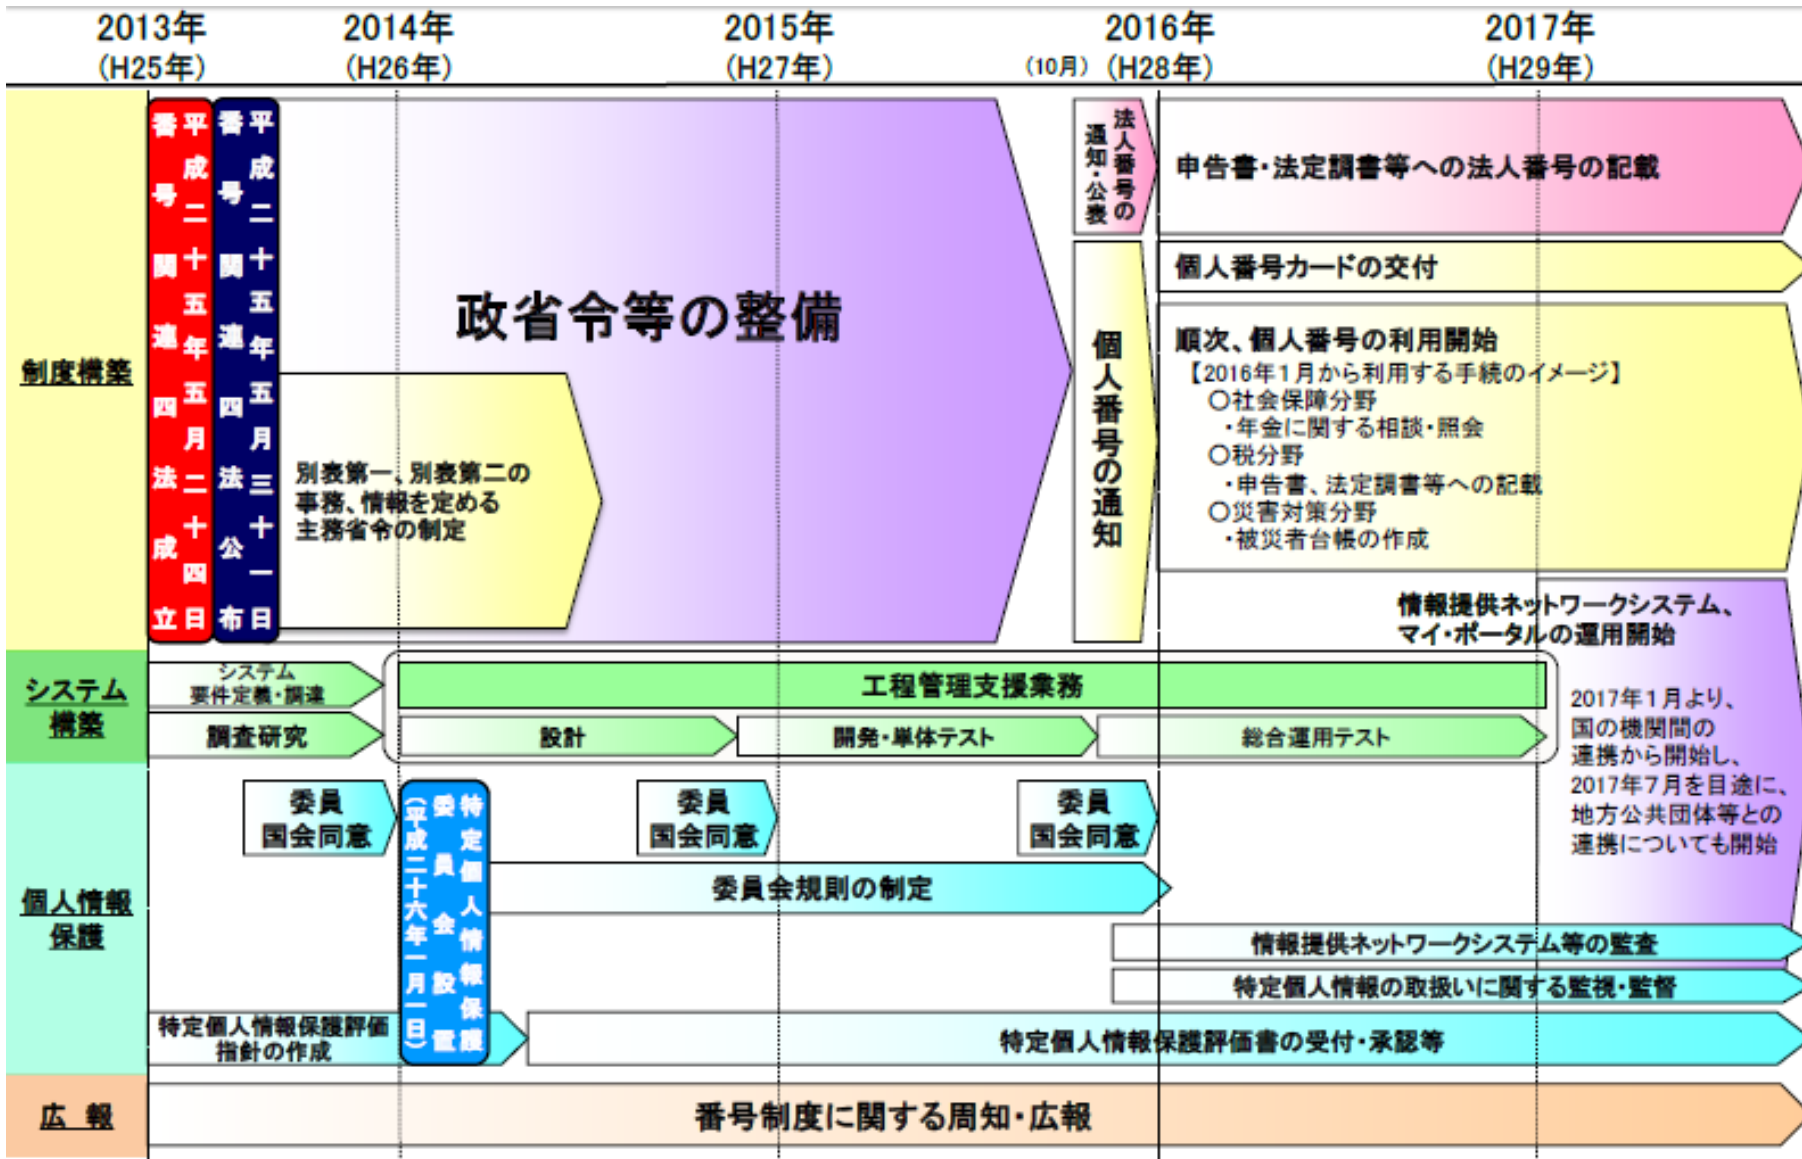 2013年
(H25年)
2014年
(H26年)
2015年
(H27年)
(10月)
2016年
(H28年)
2017年
(H29年)
制度構築
平成二十五年五月二十四日
番号関連四法成立
平成二十五年五月三十一日
番号関連四法公布
政省令等の整備
別表第一、別表第二の
事務、情報を定める
主務省令の制定
法人番号の
通知・公表
申告書・法定調書等への法人番号の記載
個人番号の通知
個人番号カードの交付
順次、個人番号の利用開始
【2016年1月から利用する手続のイメージ】
○社会保障分野
・年金に関する相談・照会
○税分野
・申告書、法定調書等への記載
○災害対策分野
・被災者台帳の作成
情報提供ネットワークシステム、
マイ・ポータルの運用開始
2017年1月より、
国の機関間の
連携から開始し、
2017年7月を目途に、
地方公共団体等との
連携についても開始
システム
構築
システム
要件定義・調達
調査研究
工程管理支援業務
設計
開発・単体テスト
総合運用テスト
個人情報
保護
委員
国会同意
特定個人情報保護
委員会設置
(平成二十六年一月一日)
委員
国会同意
委員
国会同意
委員会規則の制定
情報提供ネットワークシステム等の監査
特定個人情報の取扱いに関する監視・監督
特定個人情報保護評価
指針の作成
特定個人情報保護評価書の受付・承認等
広 報
番号制度に関する周知・広報